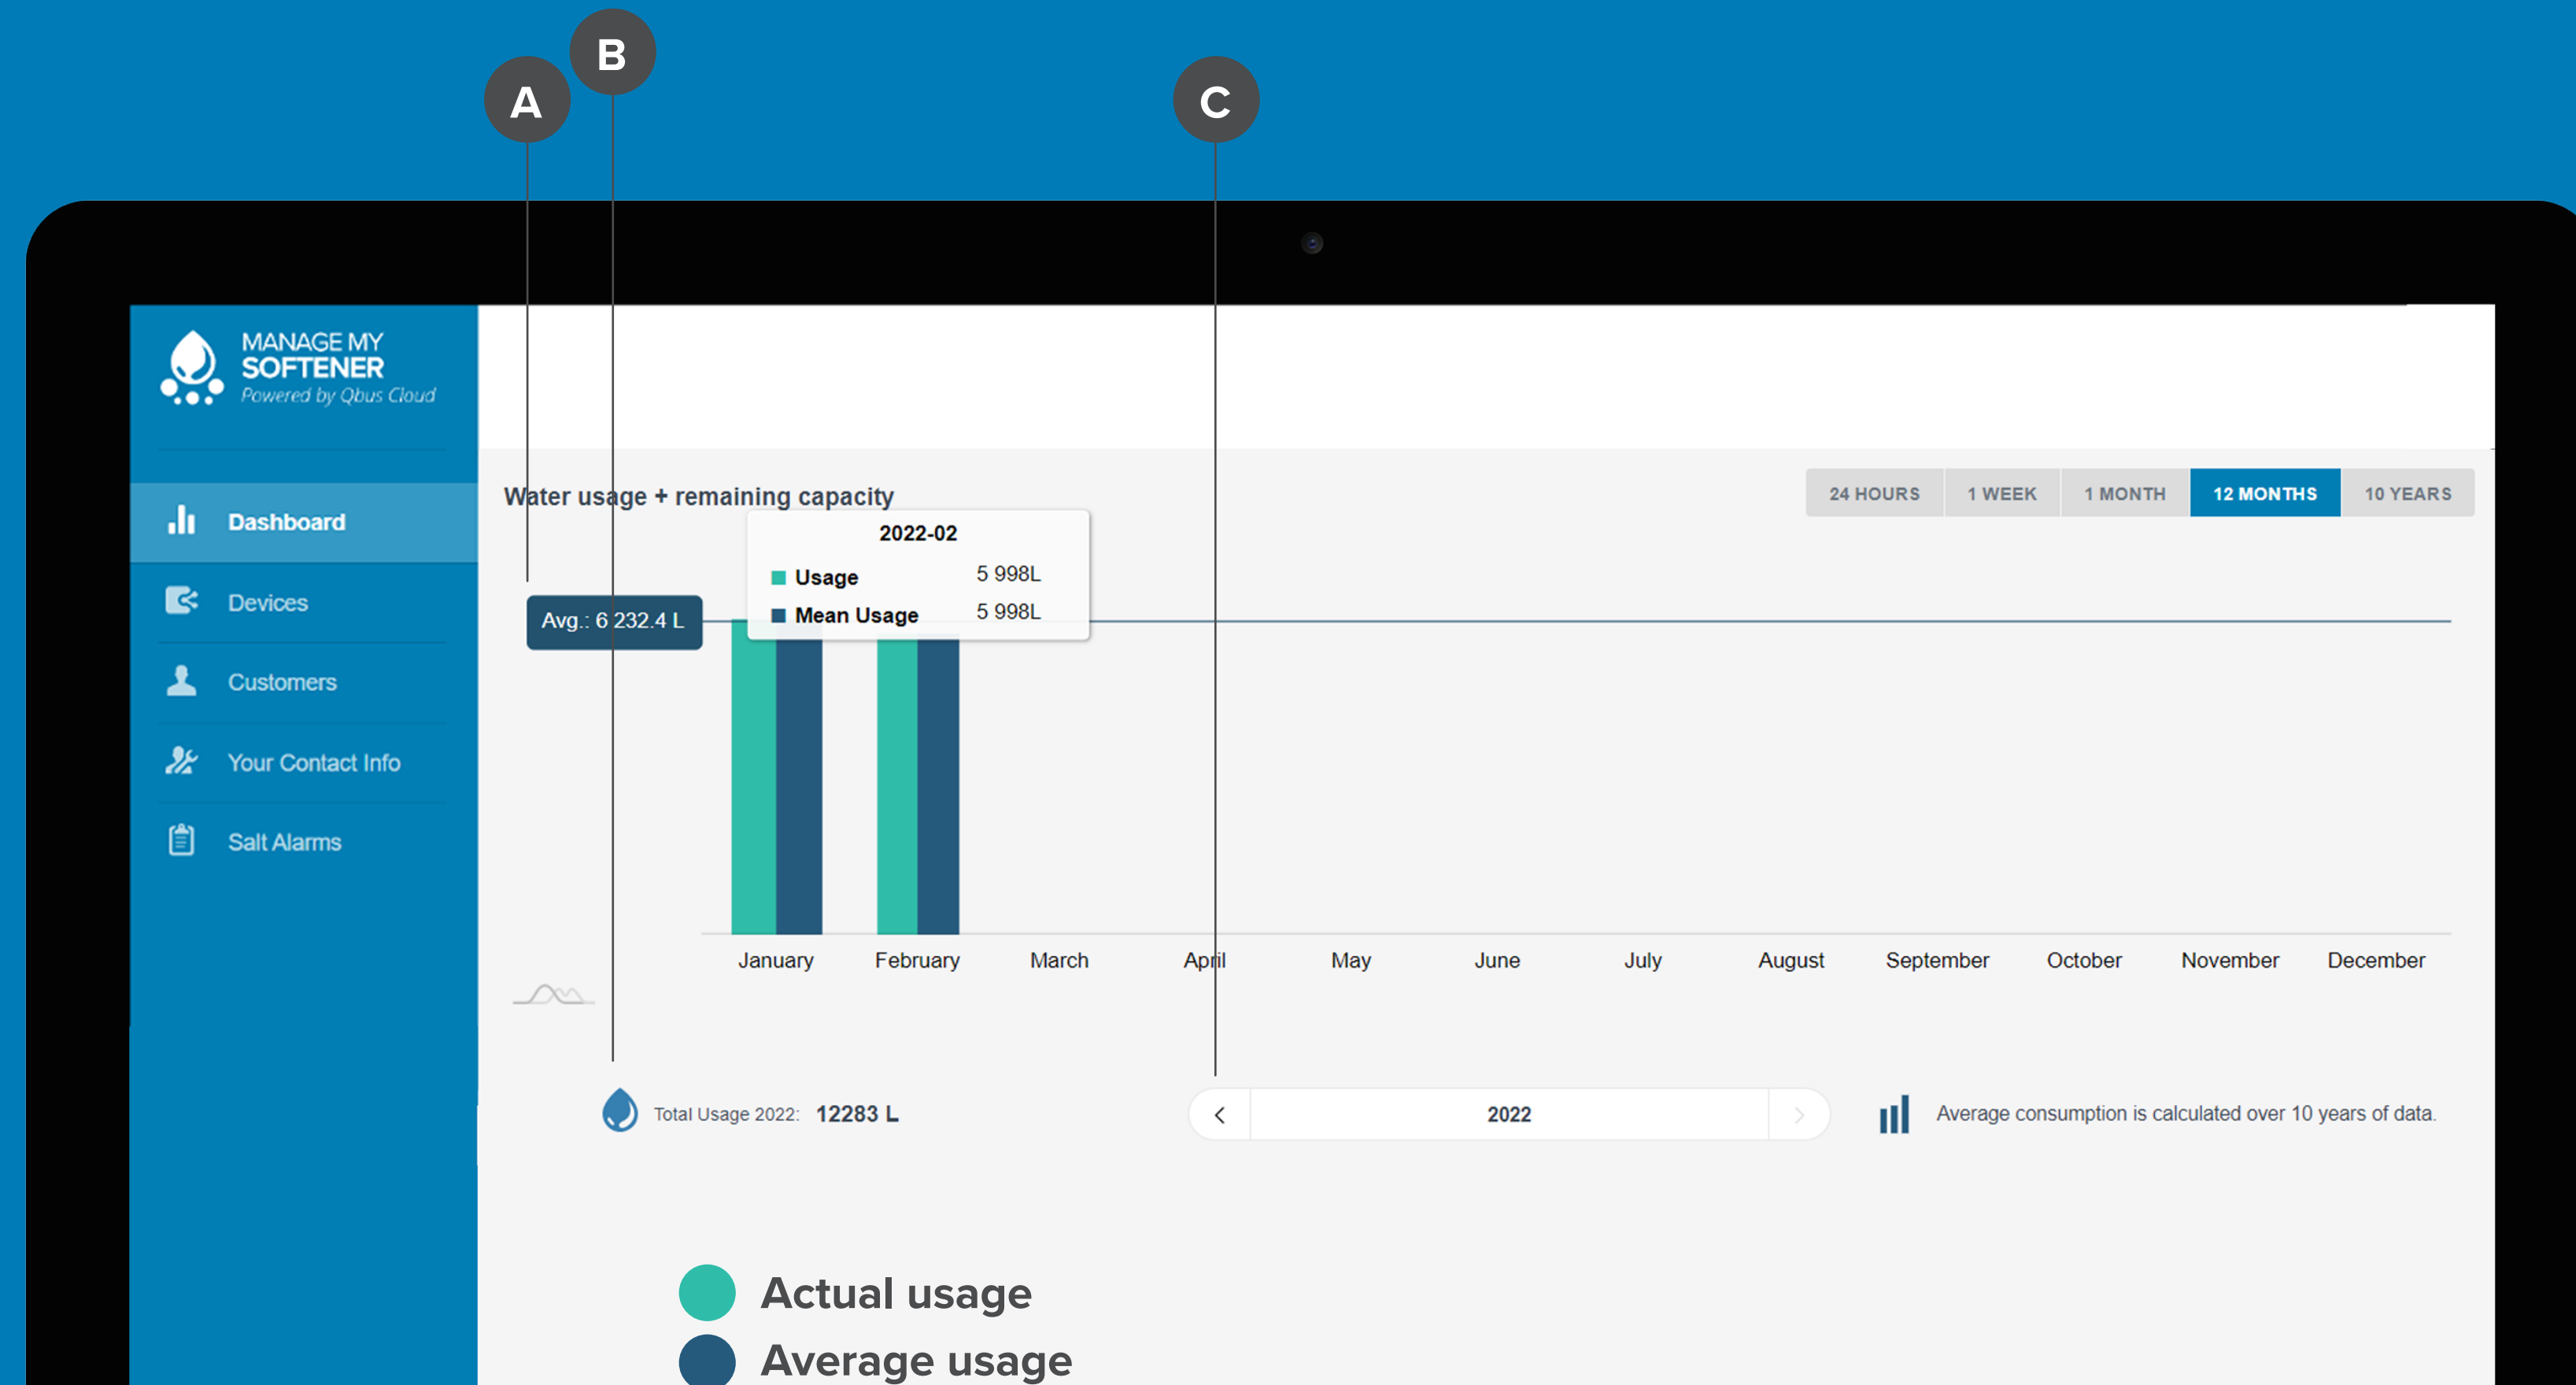 B
A
C
MANAGE MY
SOFTENER
Powered by Qbus Cloud
Dashboard
Devices
Customers
Your Contact Info
Salt Alarms
Water usage + remaining capacity
24 HOURS 1 WEEK 1 MONTH 12 MONTHS 10 YEARS
2022-02
Usage 5 998L
Mean Usage 5 998L
Avg.: 6 232.4 L
January February March April May June July August September October November December
Total Usage 2022: 12283 L
2022
Average consumption is calculated over 10 years of data.
Actual usage
Average usage